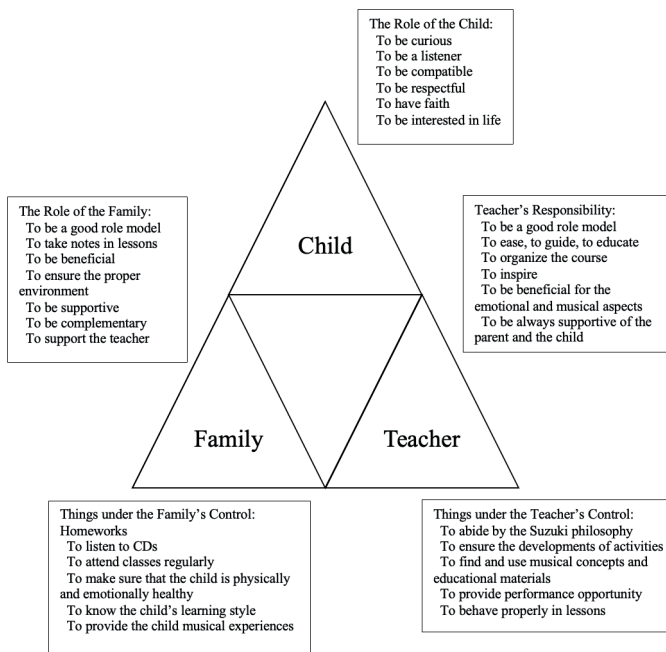 The Role of the Child:
To be curious
To be a listener
To be compatible
To be respectful
To have faith
To be interested in life
The Role of the Family:
To be a good role model
To take notes in lessons
To be beneficial
To ensure the proper
environment
To be supportive
To be complementary
To support the teacher
Teacher's Responsibility:
To be a good role model
To ease, to guide, to educate
To organize the course
To inspire
To be beneficial for the
emotional and musical aspects
To be always supportive of the
parent and the child
Child
Family
Teacher
Things under the Family's Control:
Homeworks
To listen to CDs
To attend classes regularly
To make sure that the child is physically
and emotionally healthy
To know the child's learning style
To provide the child musical experiences
Things under the Teacher's Control:
To abide by the Suzuki philosophy
To ensure the developments of activities
To find and use musical concepts and
educational materials
To provide performance opportunity
To behave properly in lessons